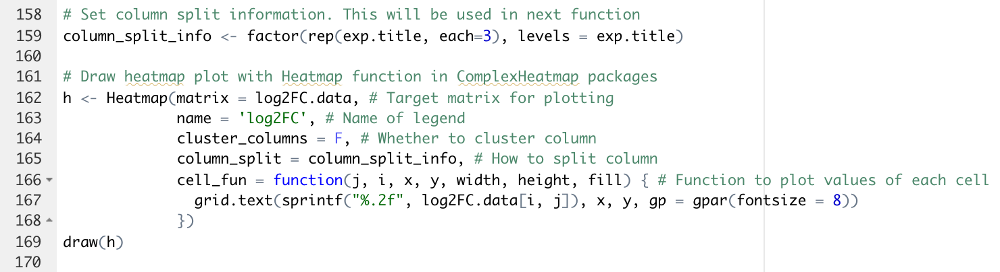 158 # Set column split information. This will be used in next function
159 column_split_info <- factor(rep(exp.title, each=3), levels = exp.title)
160
161 # Draw heatmap plot with Heatmap function in ComplexHeatmap packages
162 h <- Heatmap(matrix = log2FC.data, # Target matrix for plotting
163 name = 'log2FC', # Name of legend
164 cluster_columns = F, # Whether to cluster column
165 column_split = column_split_info, # How to split column
166 cell_fun = function(j, i, x, y, width, height, fill) { # Function to plot values of each cell
167 grid.text(sprintf("%.2f", log2FC.data[i, j]), x, y, gp = gpar(fontsize = 8))
168 })
169 draw(h)
170